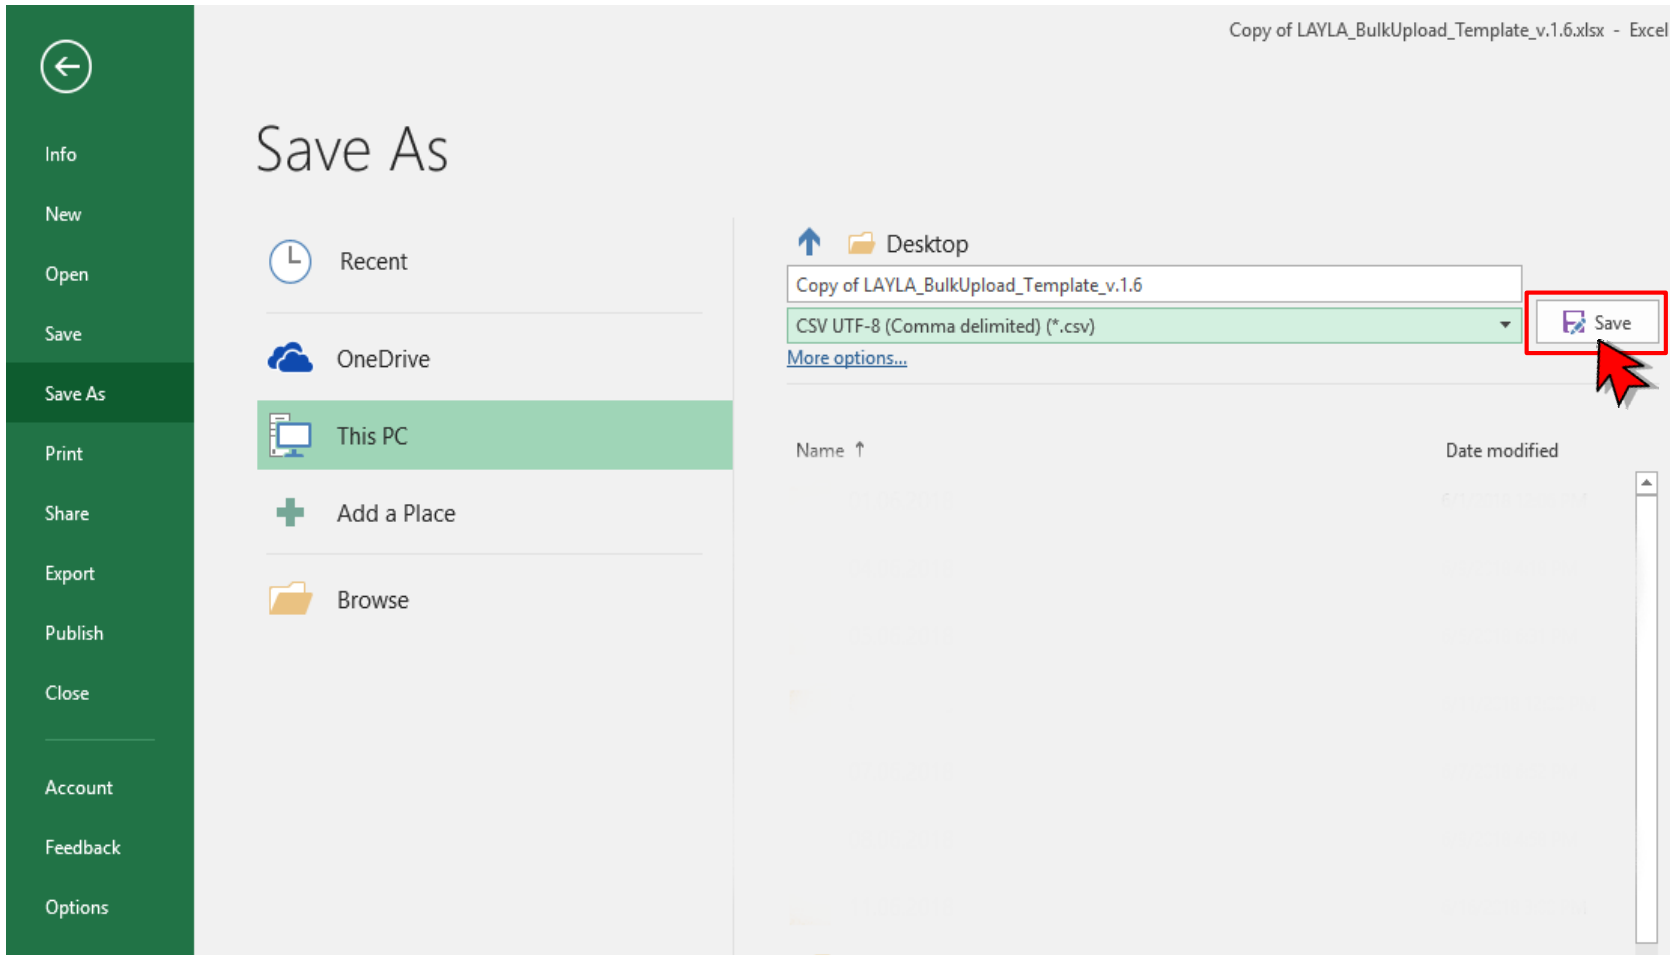 Copy of LAYLA_BulkUpload_Template_v.1.6.xlsx - Excel
Info
New
Open
Save
Save As
Print
Share
Export
Publish
Close
Account
Feedback
Options
Save As
Recent
OneDrive
This PC
Add a Place
Browse
Desktop
Copy of LAYLA_BulkUpload_Template_v.1.6
CSV UTF-8 (Comma delimited) (*.csv)
Save
More options...
Name ↑ Date modified